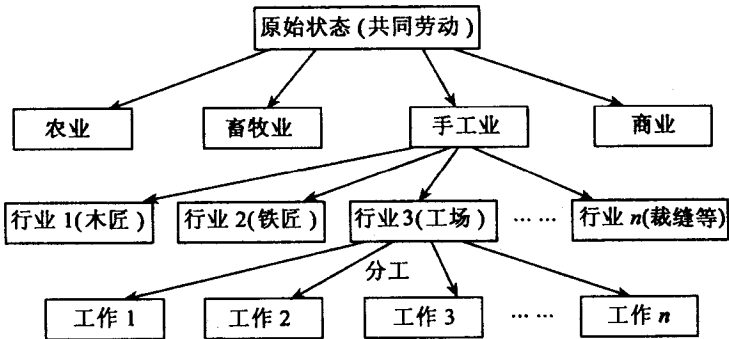 原始状态(共同劳动)
农业 畜牧业 手工业 商业
行业1(木匠) 行业2(铁匠) 行业3(工场) …… 行业n(裁缝等)
分工
工作1 工作2 工作3 …… 工作n